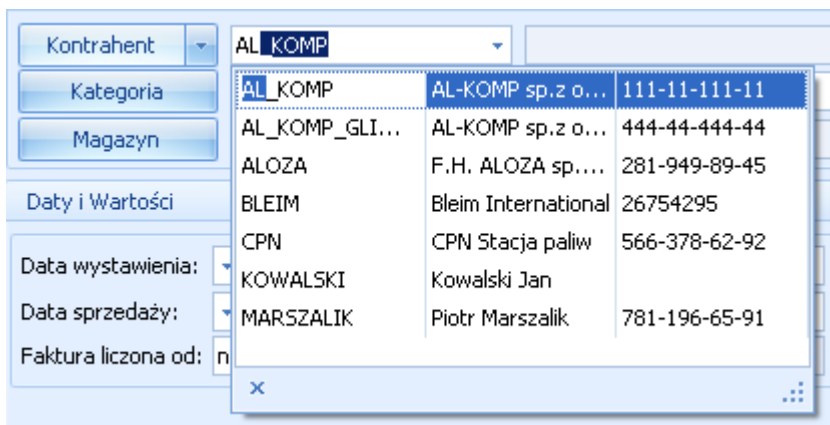 Kontrahent AL_KOMP
Kategoria AL_KOMP AL-KOMP sp.z o... 111-11-111-11
Magazyn AL_KOMP_GLI... AL-KOMP sp.z o... 444-44-444-44
ALOZA F.H. ALOZA sp.... 281-949-89-45
Daty i Wartości BLEIM Bleim International 26754295
CPN CPN Stacja paliw 566-378-62-92
Data wystawienia: KOWALSKI Kowalski Jan
Data sprzedaży: MARSZALIK Piotr Marszalik 781-196-65-91
Faktura liczona od: n